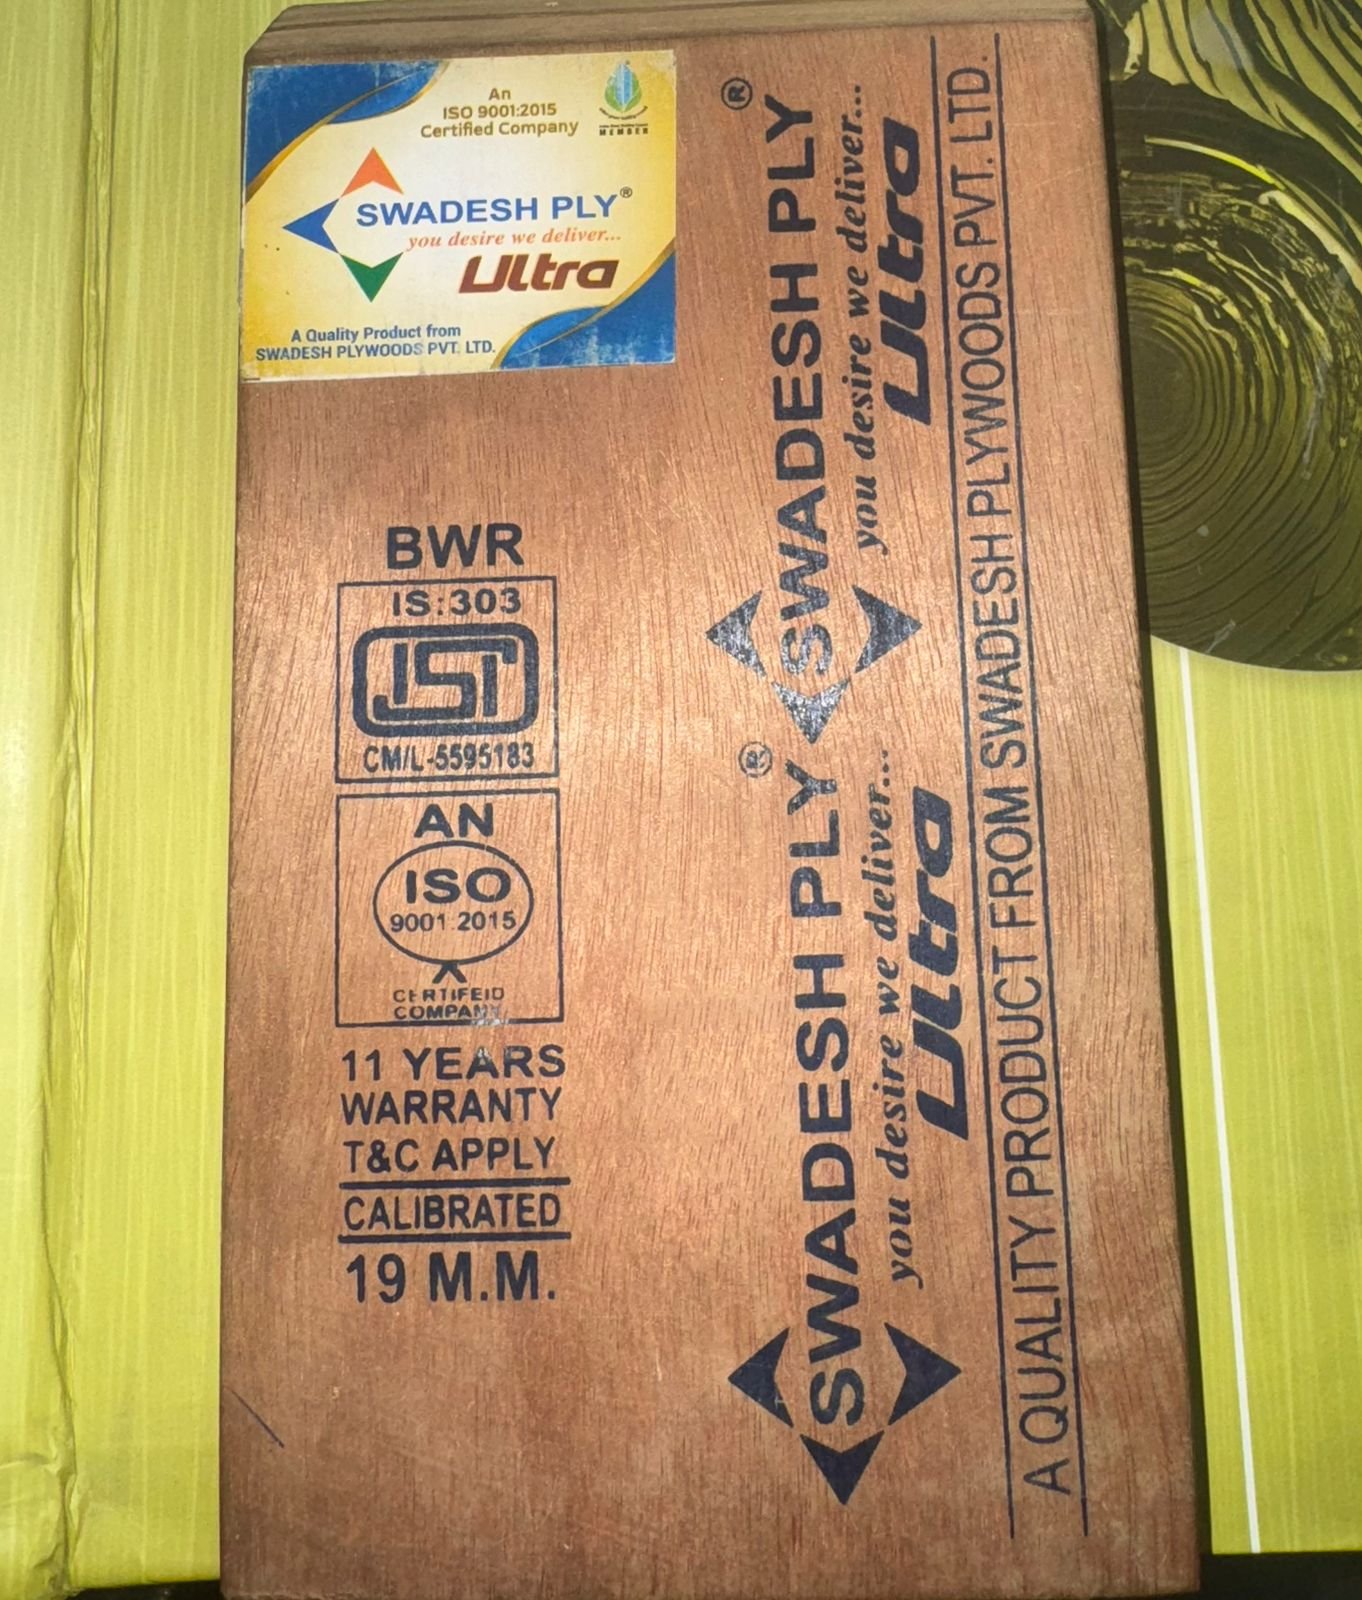 An
ISO 9001:2015
Certified Company
MEMBER
SWADESH PLY®
you desire we deliver...
Ultra
A Quality Product from
SWADESH PLYWOODS PVT. LTD.
BWR
IS:303
ISI
CM/L-5595183
AN
ISO
9001:2015
CERTIFEID
COMPANY
11 YEARS
WARRANTY
T&C APPLY
CALIBRATED
19 M.M.
SWADESH PLY®
you desire we deliver...
Ultra
SWADESH PLY®
you desire we deliver...
Ultra
A QUALITY PRODUCT FROM SWADESH PLYWOODS PVT. LTD.